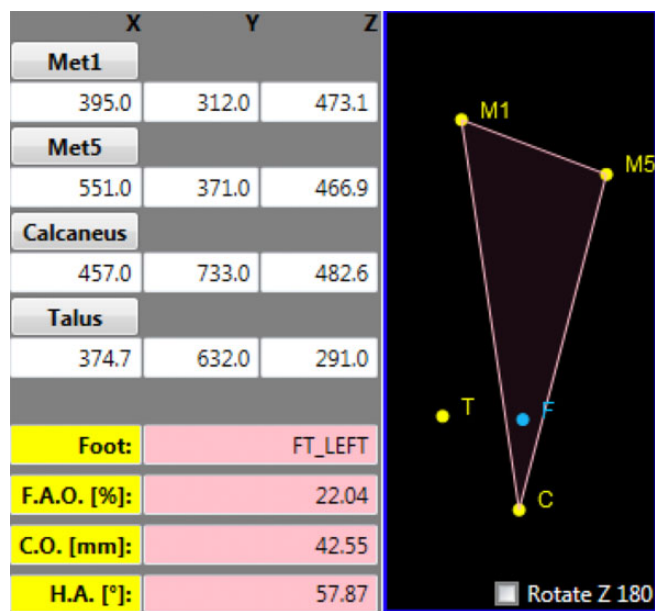 X Y Z
Met1
395.0 312.0 473.1
Met5
551.0 371.0 466.9
Calcaneus
457.0 733.0 482.6
Talus
374.7 632.0 291.0
Foot: FT_LEFT
F.A.O. [%]: 22.04
C.O. [mm]: 42.55
H.A. [°]: 57.87
M1
M5
T
F
C
Rotate Z 180